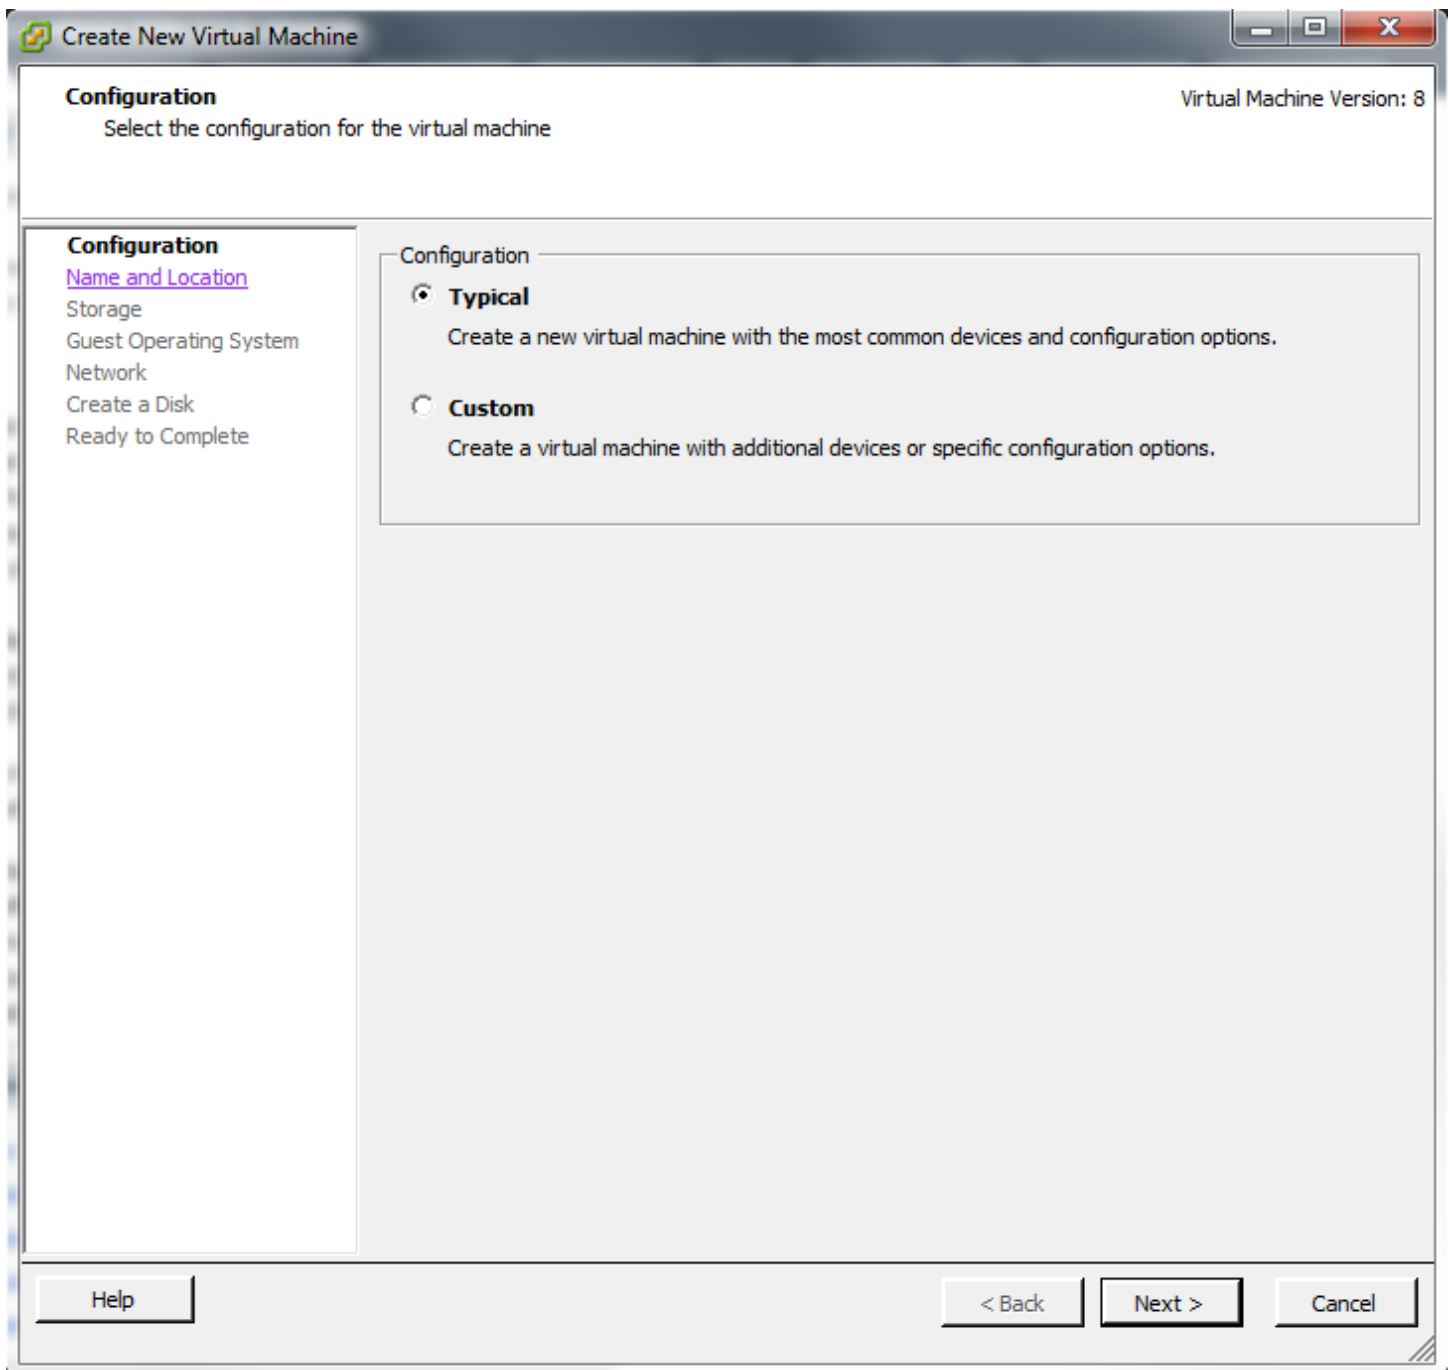 Create New Virtual Machine
Configuration
Virtual Machine Version: 8
Select the configuration for the virtual machine
Configuration
Name and Location
Storage
Guest Operating System
Network
Create a Disk
Ready to Complete
Configuration
Typical
Create a new virtual machine with the most common devices and configuration options.
Custom
Create a virtual machine with additional devices or specific configuration options.
Help
< Back
Next >
Cancel